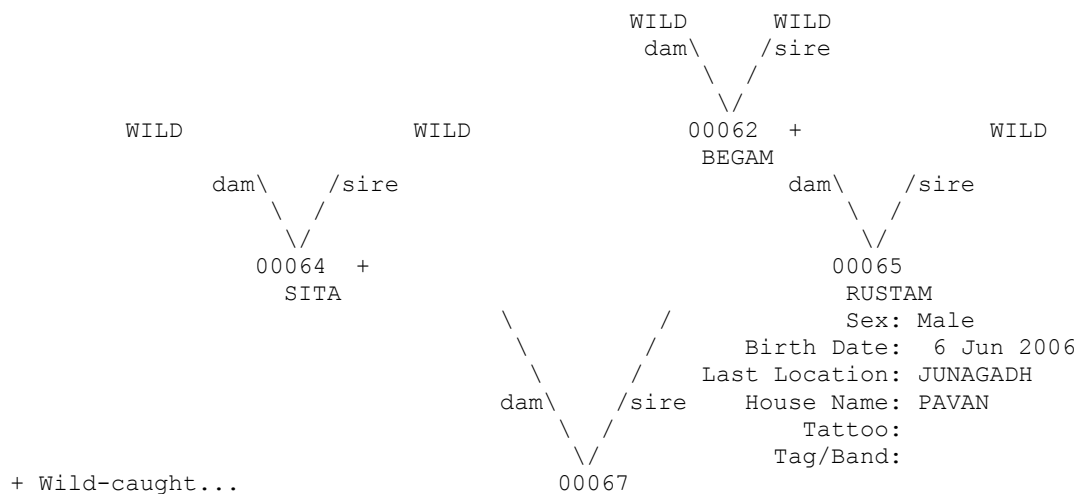 WILD WILD
dam\ /sire
\ /
\/
WILD WILD 00062 + WILD
BEGAM
dam\ /sire dam\ /sire
\ / \ /
\/ \/
00064 + 00065
SITA RUSTAM
\ / Sex: Male
\ / Birth Date: 6 Jun 2006
\ / Last Location: JUNAGADH
dam\ /sire House Name: PAVAN
\ / Tattoo:
\/ Tag/Band:
+ Wild-caught... 00067